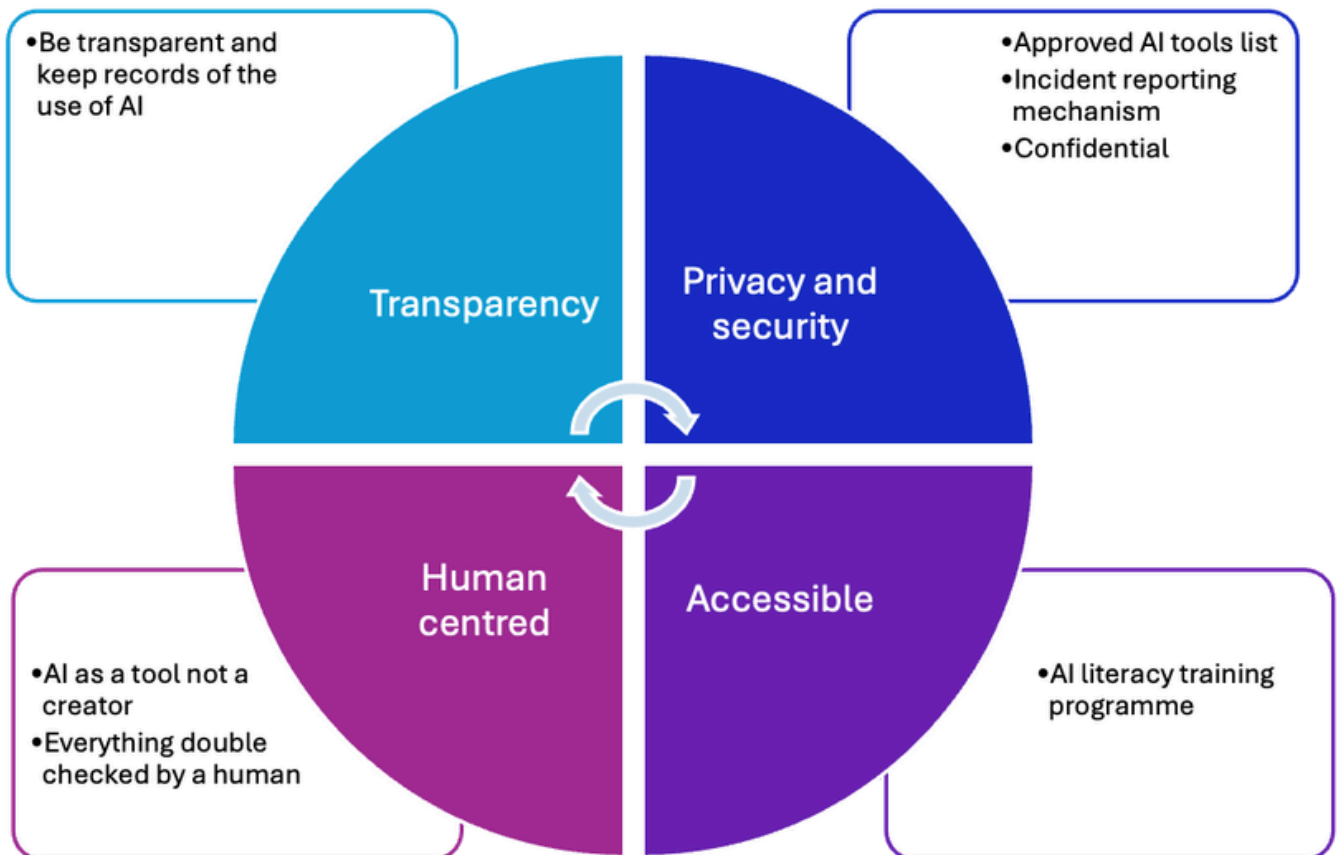 •Be transparent and
keep records of the
use of AI
•Approved AI tools list
•Incident reporting
mechanism
•Confidential
Transparency
Privacy and
security
Human
centred
Accessible
•AI as a tool not a
creator
•Everything double
checked by a human
•AI literacy training
programme